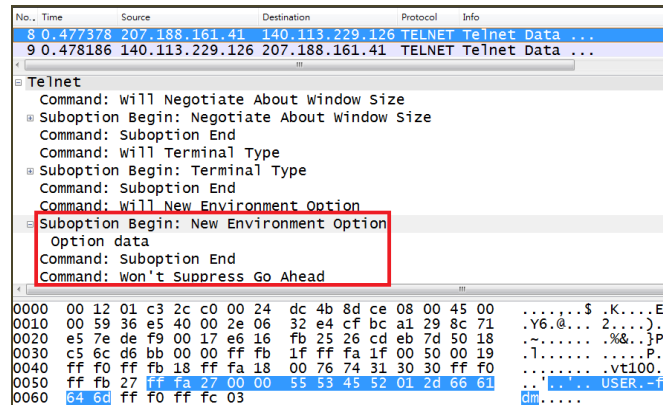 No. . Time Source Destination Protocol Info
8 0.477378 207.188.161.41 140.113.229.126 TELNET Telnet Data ...
9 0.478186 140.113.229.126 207.188.161.41 TELNET Telnet Data ...
Telnet
Command: Will Negotiate About Window Size
Suboption Begin: Negotiate About Window Size
Command: Suboption End
Command: Will Terminal Type
Suboption Begin: Terminal Type
Command: Suboption End
Command: Will New Environment Option
Suboption Begin: New Environment Option
Option data
Command: Suboption End
Command: Won't Suppress Go Ahead
0000 00 12 01 c3 2c c0 00 24 dc 4b 8d ce 08 00 45 00 ....,..$ .K....E
0010 00 59 36 e5 40 00 2e 06 32 e4 cf bc a1 29 8c 71 .Y6.@... 2....).
0020 e5 7e de f9 00 17 e6 16 fb 25 26 cd eb 7d 50 18 .~...... .%&..}P
0030 c5 6c d6 bb 00 00 ff fb 1f ff fa 1f 00 50 00 19 .l...... .....P.
0040 ff f0 ff fb 18 ff fa 18 00 76 74 31 30 30 ff f0 ........ .vt100.
0050 ff fb 27 ff fa 27 00 00 55 53 45 52 01 2d 66 61 ..'..'.. USER.-f
0060 64 6d ff f0 ff fc 03 dm.....